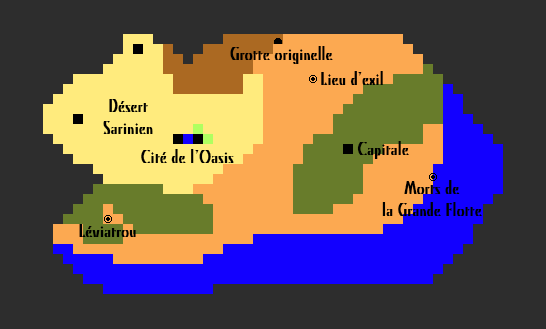 Grotte originelle
Lieu d'exil
Désert
Sarinien
Cité de l'Oasis
Capitale
Morts de
la Grande Flotte
Léviatrou